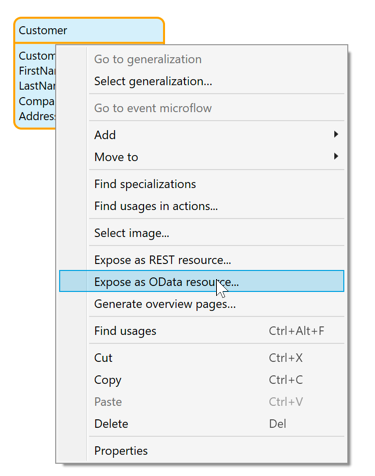 Customer
Custom
FirstNa
LastNar
Compa
Address
Go to generalization
Select generalization...
Go to event microflow
Add
Move to
Find specializations
Find usages in actions...
Select image...
Expose as REST resource...
Expose as OData resource...
Generate overview pages...
Find usages Ctrl+Alt+F
Cut Ctrl+X
Copy Ctrl+C
Paste Ctrl+V
Delete Del
Properties